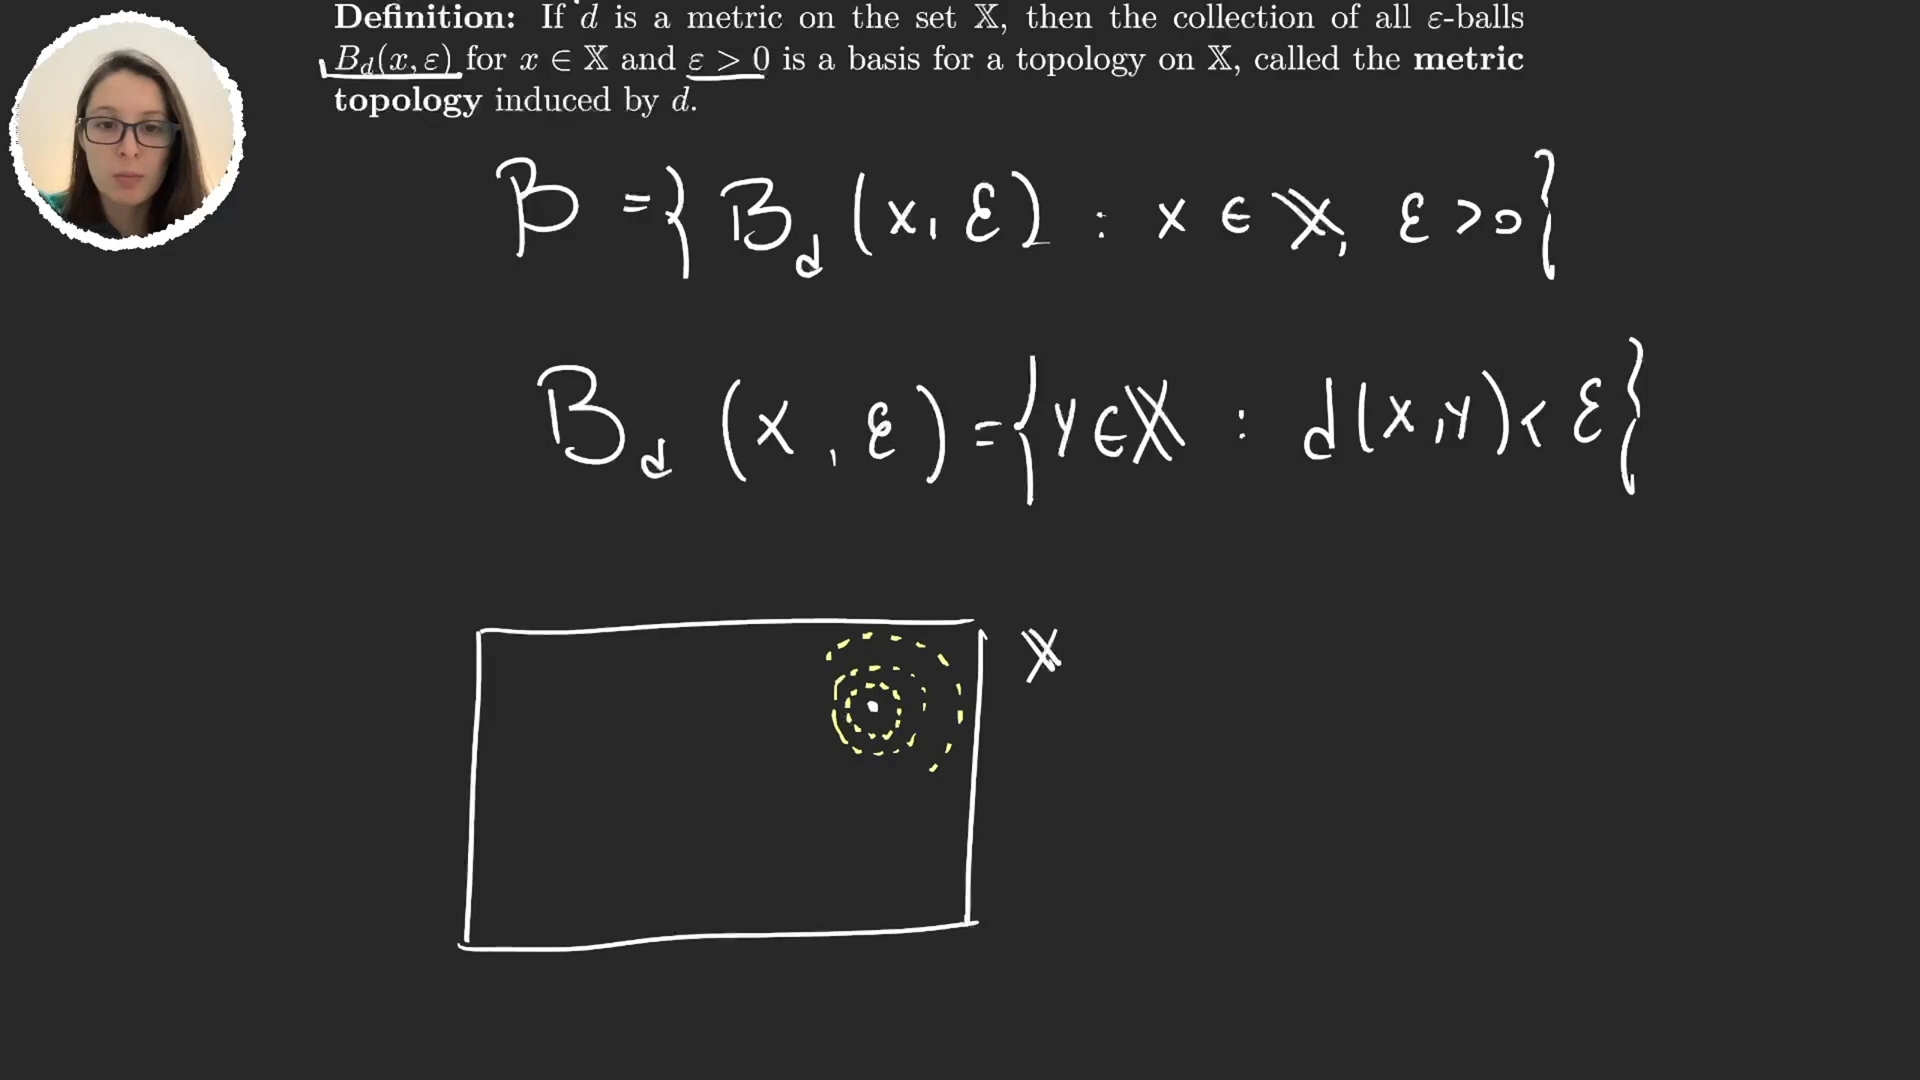 Definition: If d is a metric on the set 𝕏, then the collection of all ε-balls
B_d(x, ε) for x ∈ 𝕏 and ε > 0 is a basis for a topology on 𝕏, called the metric
topology induced by d.
B = { B_d (x, ε) : x ∈ 𝕏, ε > 0 }
B_d (x, ε) = { y ∈ 𝕏 : d(x, y) < ε }
𝕏